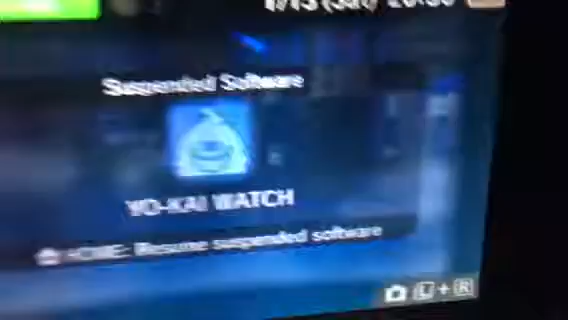 Suspended Software
YO-KAI WATCH
HOME: Resume suspended software
L + R